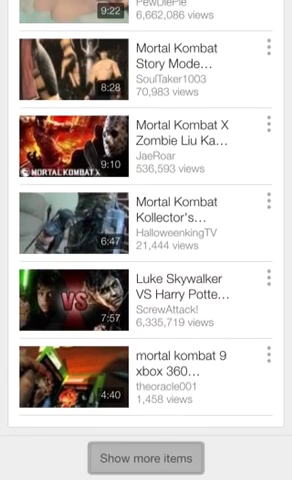 PewDiePie
9:22
6,662,086 views
Mortal Kombat
Story Mode…
SoulTaker1003
8:28
70,983 views
Mortal Kombat X
Zombie Liu Ka…
JaeRoar
9:10
536,593 views
MORTAL KOMBAT X
Mortal Kombat
Kollector's…
HalloweenkingTV
6:47
21,444 views
Luke Skywalker
VS Harry Potte…
VS
ScrewAttack!
7:57
6,335,719 views
mortal kombat 9
xbox 360…
theoracle001
4:40
1,458 views
Show more items